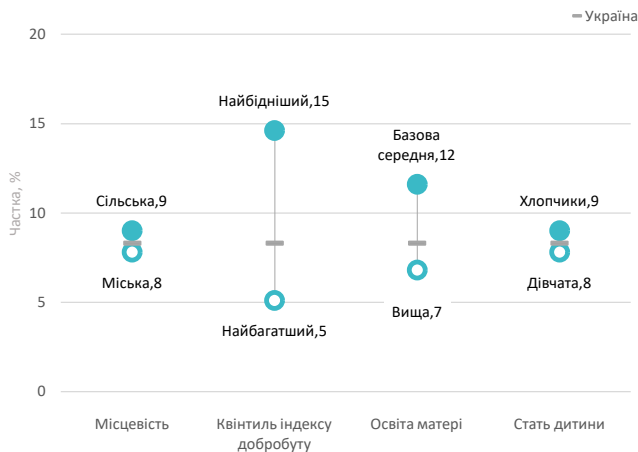 Україна
20
15
10
5
0
Частка, %
Найбідніший,15
Базова
середня,12
Сільська,9
Хлопчики,9
Міська,8
Найбагатший,5
Вища,7
Дівчата,8
Місцевість
Квінтиль індексу
добробуту
Освіта матері
Стать дитини